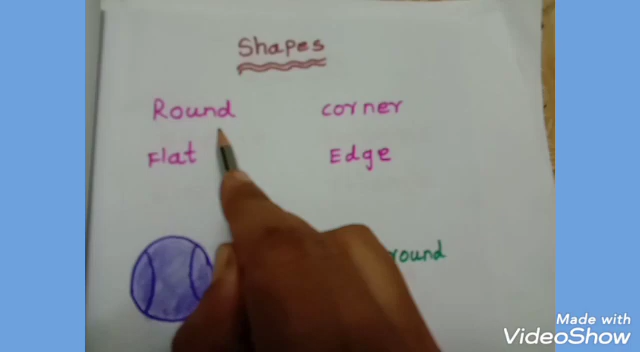 Shapes
Round corner
Flat Edge
round
Made with
VideoShow